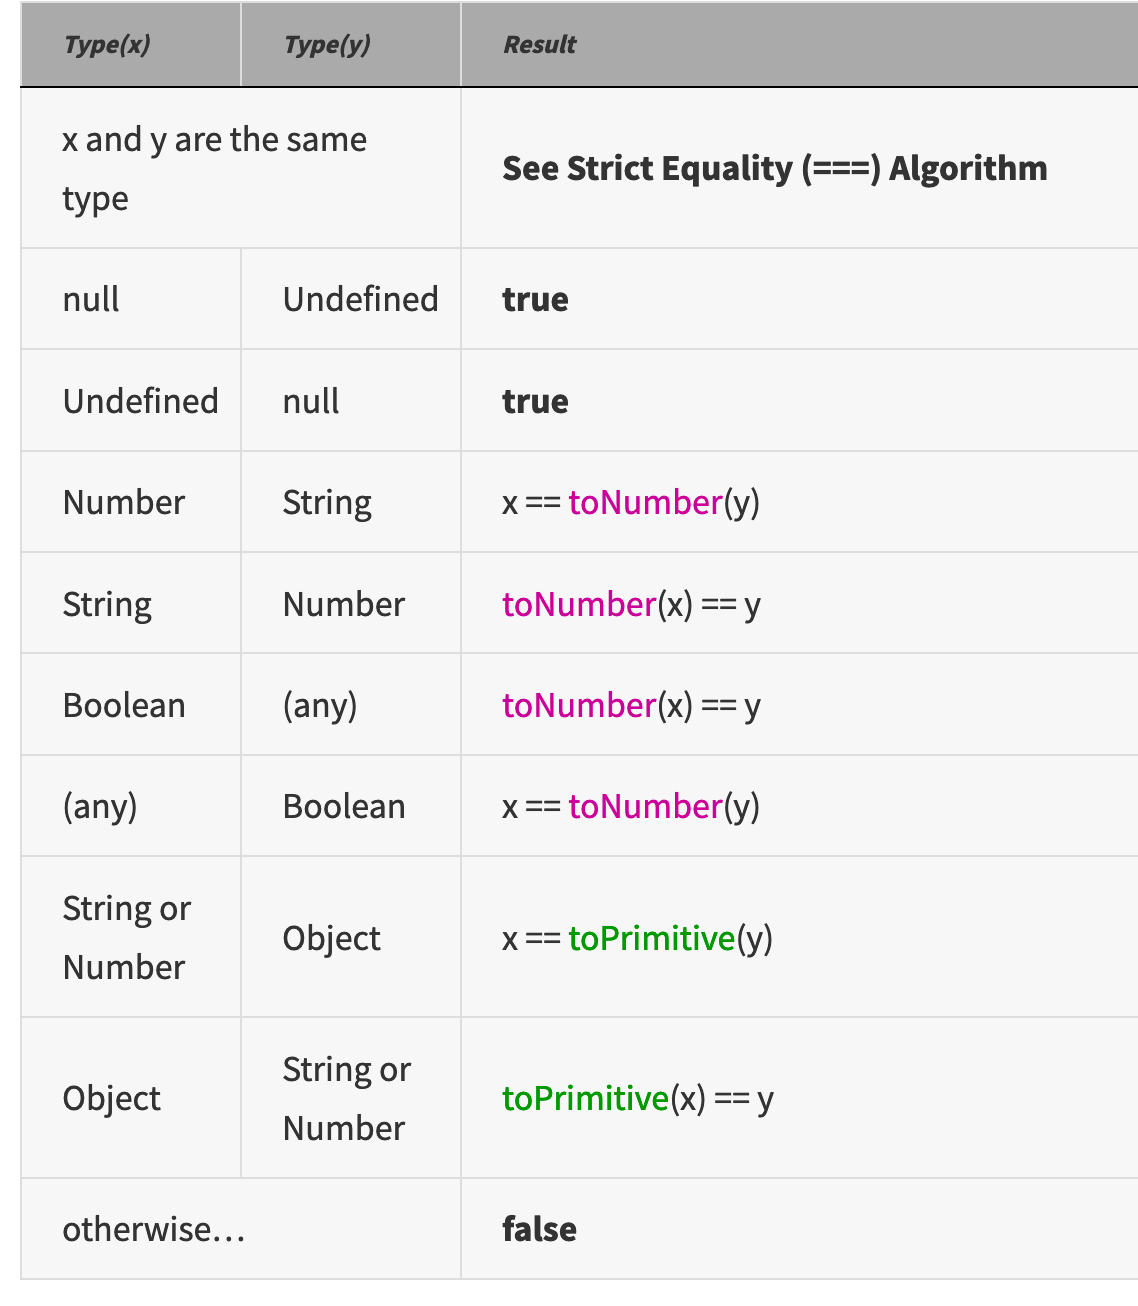 Type(x) Type(y) Result
x and y are the same
type
See Strict Equality (===) Algorithm
null Undefined true
Undefined null true
Number String x == toNumber(y)
String Number toNumber(x) == y
Boolean (any) toNumber(x) == y
(any) Boolean x == toNumber(y)
String or
Number
Object x == toPrimitive(y)
Object
String or
Number
toPrimitive(x) == y
otherwise… false